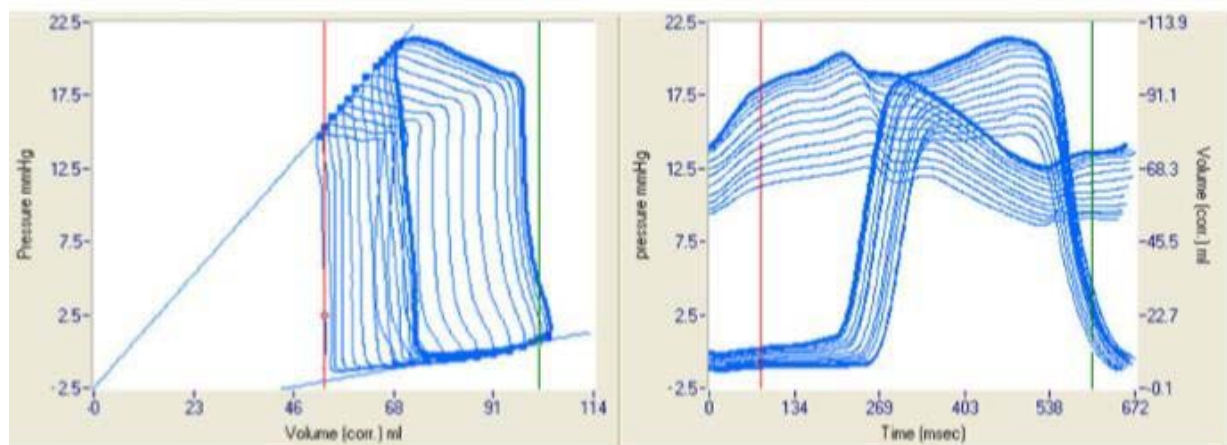 22.5
17.5
12.5
7.5
2.5
-2.5
Pressure mmHg
-0 23 46 68 91 114
Volume (corr.) ml
22.5
17.5
12.5
7.5
2.5
-2.5
pressure mmHg
0 134 269 403 538 672
Time (msec)
-113.9
-91.1
-68.3
-45.5
-22.7
--0.1
Volume (corr.) ml